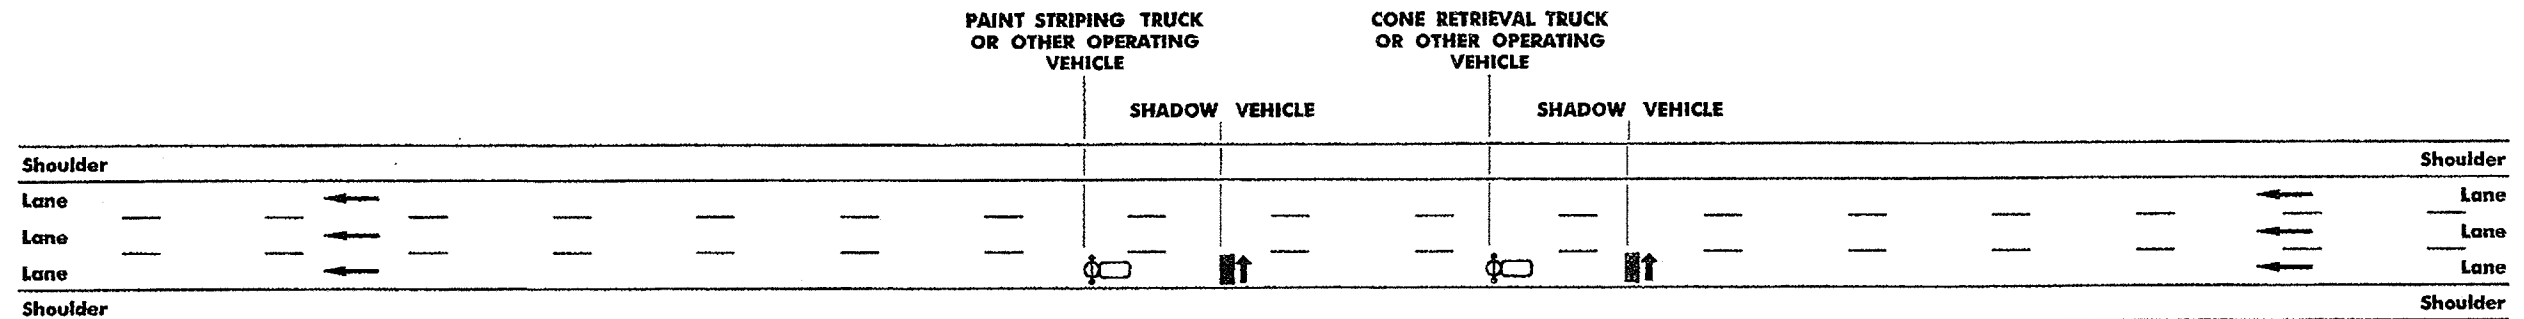 PAINT STRIPING TRUCK
OR OTHER OPERATING
VEHICLE
CONE RETRIEVAL TRUCK
OR OTHER OPERATING
VEHICLE
SHADOW VEHICLE
SHADOW VEHICLE
Shoulder
Shoulder
Lane
Lane
Lane
Lane
Lane
Lane
Shoulder
Shoulder